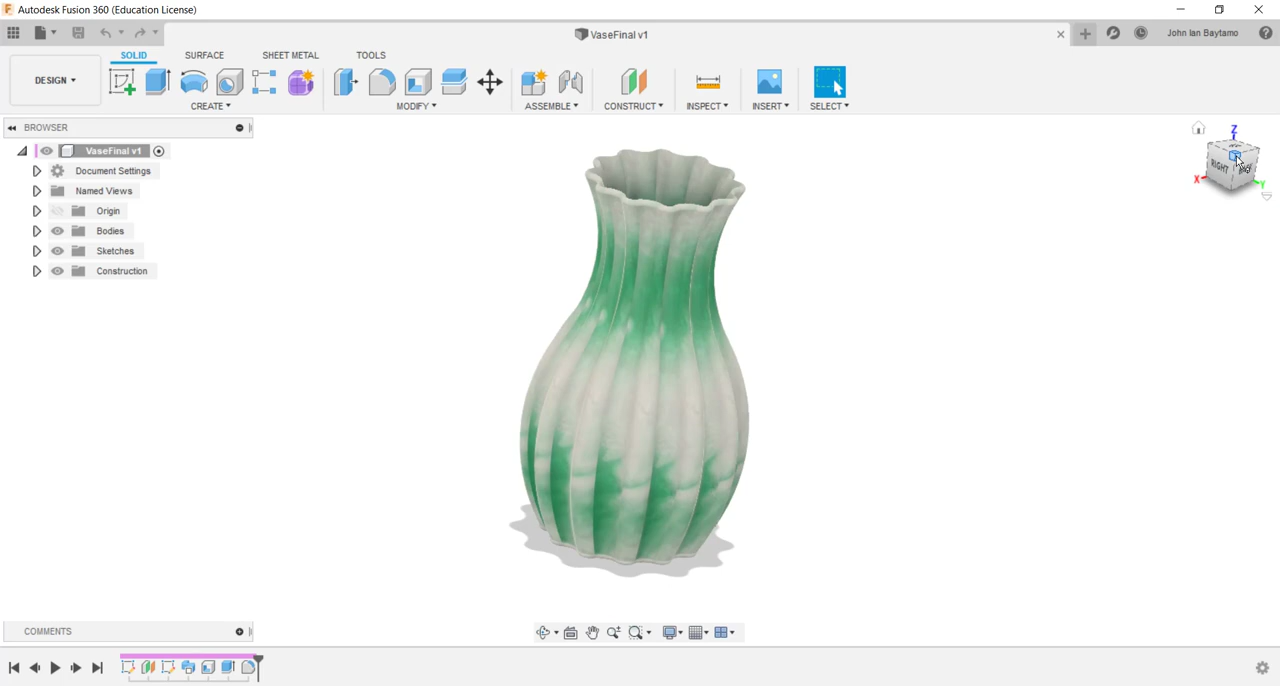 Autodesk Fusion 360 (Education License)
VaseFinal v1
John Ian Baytamo
DESIGN
SOLID
SURFACE
SHEET METAL
TOOLS
CREATE
MODIFY
ASSEMBLE
CONSTRUCT
INSPECT
INSERT
SELECT
BROWSER
VaseFinal v1
Document Settings
Named Views
Origin
Bodies
Sketches
Construction
Z
RIGHT
X
Y
COMMENTS